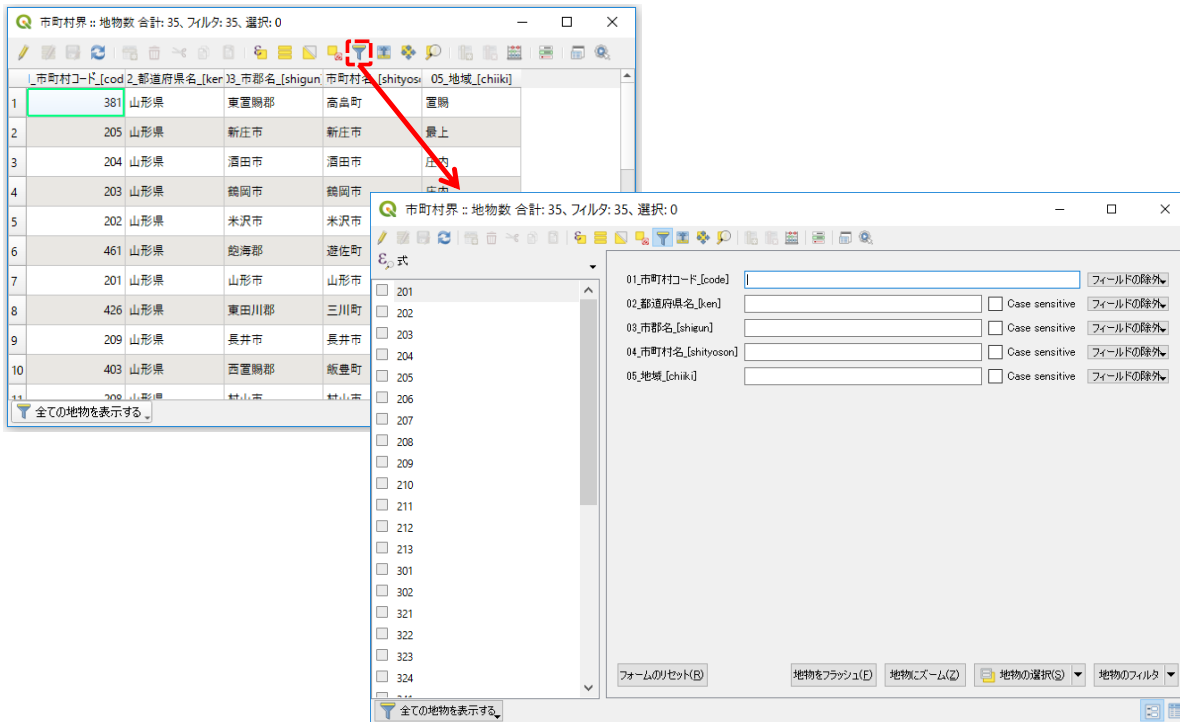 市町村界 :: 地物数 合計: 35、フィルタ: 35、選択: 0
_市町村コード_[cod 2_都道府県名_[ker 03_市郡名_[shigun 市町村名_[shityoso 05_地域_[chiiki]
1 381 山形県 東置賜郡 高畠町 置賜
2 205 山形県 新庄市 新庄市 最上
3 204 山形県 酒田市 酒田市 庄内
4 203 山形県 鶴岡市 鶴岡市 庄内
5 202 山形県 米沢市 米沢市
6 461 山形県 飽海郡 遊佐町
7 201 山形県 山形市 山形市
8 426 山形県 東田川郡 三川町
9 209 山形県 長井市 長井市
10 403 山形県 西置賜郡 飯豊町
11 208 山形県 村山市 村山市
全ての地物を表示する
市町村界 :: 地物数 合計: 35、フィルタ: 35、選択: 0
ε 式
201
202
203
204
205
206
207
208
209
210
211
212
213
301
302
321
322
323
324
01_市町村コード_[code] フィールドの除外
02_都道府県名_[ken] Case sensitive フィールドの除外
03_市郡名_[shigun] Case sensitive フィールドの除外
04_市町村名_[shityoson] Case sensitive フィールドの除外
05_地域_[chiiki] Case sensitive フィールドの除外
フォームのリセット(R) 地物をフラッシュ(F) 地物にズーム(Z) 地物の選択(S) 地物のフィルタ
全ての地物を表示する